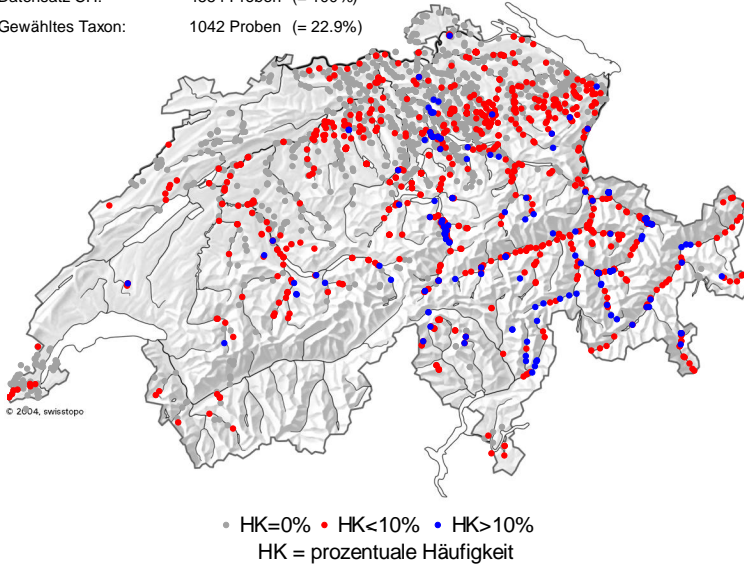 Gewähltes Taxon: 1042 Proben (= 22.9%)
© 2004, swisstopo
HK=0% HK<10% HK>10%
HK = prozentuale Häufigkeit